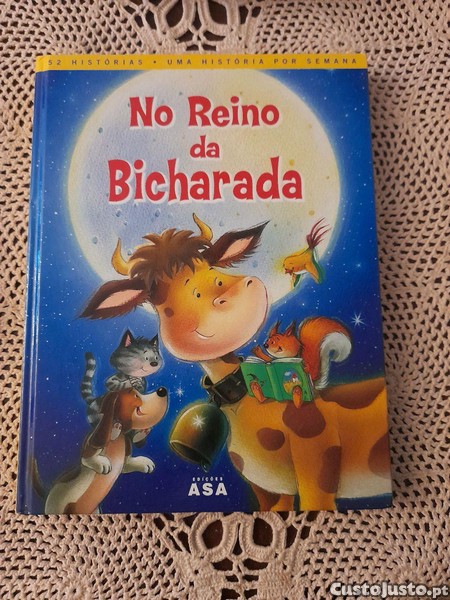 52 HISTÓRIAS • UMA HISTÓRIA POR SEMANA
No Reino
da
Bicharada
EDIÇÕES
ASA
CustoJusto.pt